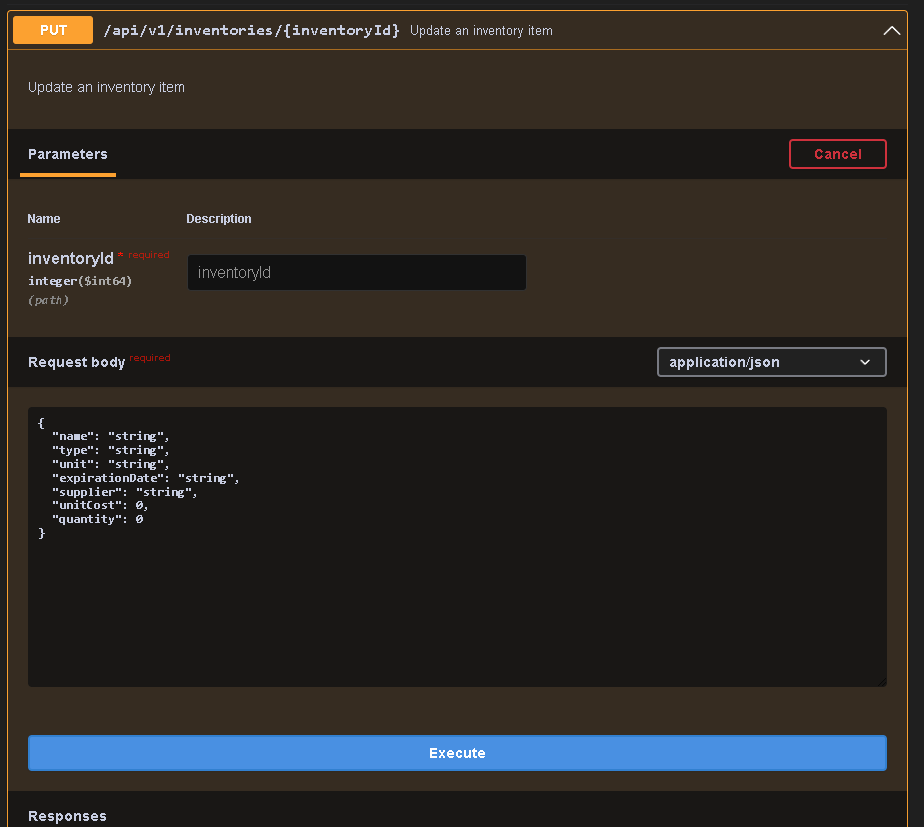 PUT /api/v1/inventories/{inventoryId} Update an inventory item
Update an inventory item
Parameters Cancel
Name Description
inventoryId * required
integer($int64)
(path)
inventoryId
Request body required application/json
{
  "name": "string",
  "type": "string",
  "unit": "string",
  "expirationDate": "string",
  "supplier": "string",
  "unitCost": 0,
  "quantity": 0
}
Execute
Responses